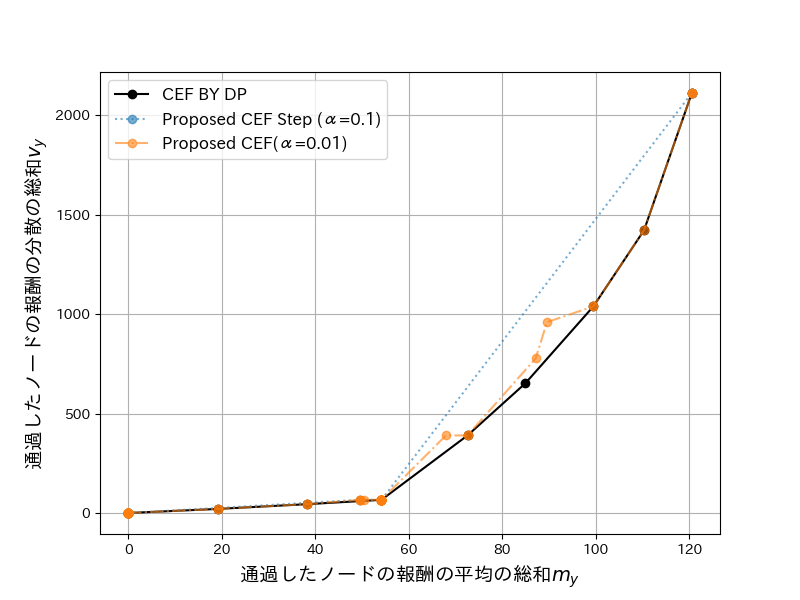 CEF BY DP
Proposed CEF Step (α=0.1)
Proposed CEF(α=0.01)
通過したノードの報酬の分散の総和v_y
2000
1500
1000
500
0
0 20 40 60 80 100 120
通過したノードの報酬の平均の総和m_y